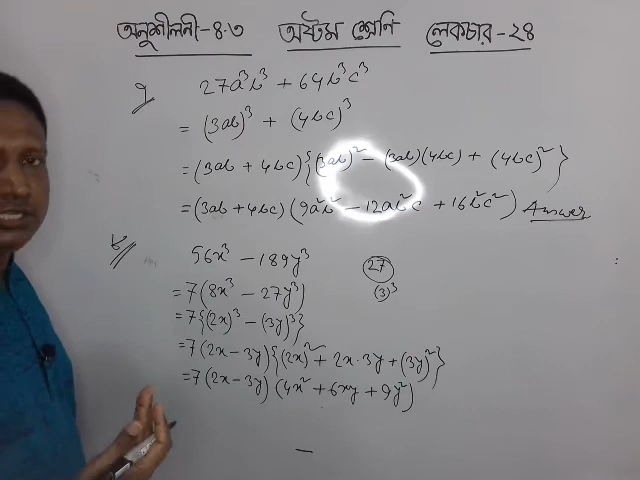 অনুশীলনী-৪·৩ অষ্টম শ্রেণি লেকচার-২৪
27a³b³ + 64b³c³
= (3ab)³ + (4bc)³
= (3ab + 4bc){(3ab)² - (3ab)(4bc) + (4bc)²}
= (3ab + 4bc)(9a²b² - 12ab²c + 16b²c²) Answer
56x³ - 189y³
= 7(8x³ - 27y³)
= 7{(2x)³ - (3y)³}
= 7(2x - 3y){(2x)² + 2x·3y + (3y)²}
= 7(2x - 3y)(4x² + 6xy + 9y²)
27
(3)³